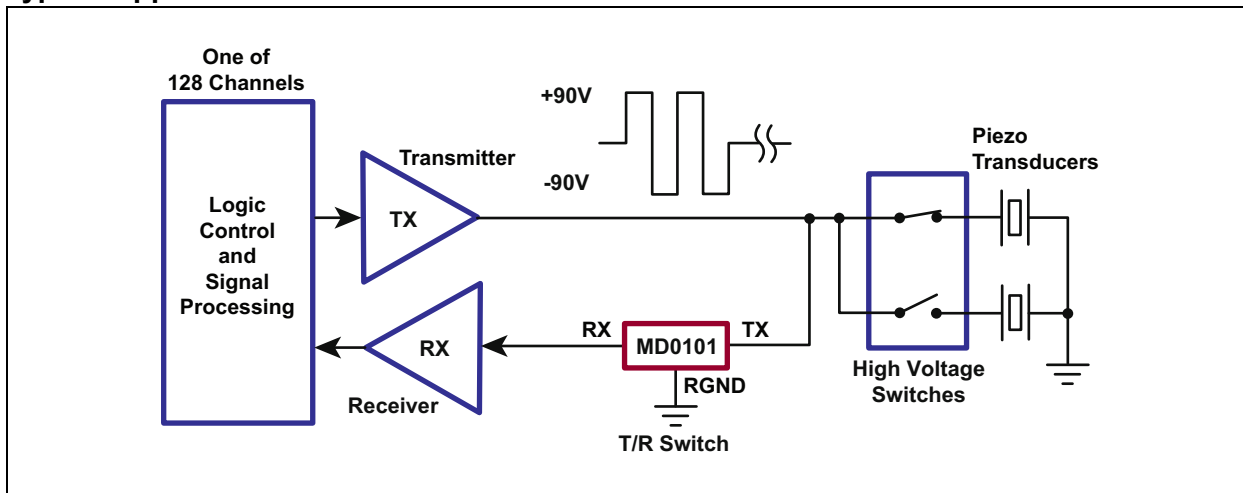 One of
128 Channels
Logic
Control
and
Signal
Processing
Transmitter
TX
+90V
-90V
Piezo
Transducers
RX
Receiver
RX
MD0101
TX
RGND
T/R Switch
High Voltage
Switches